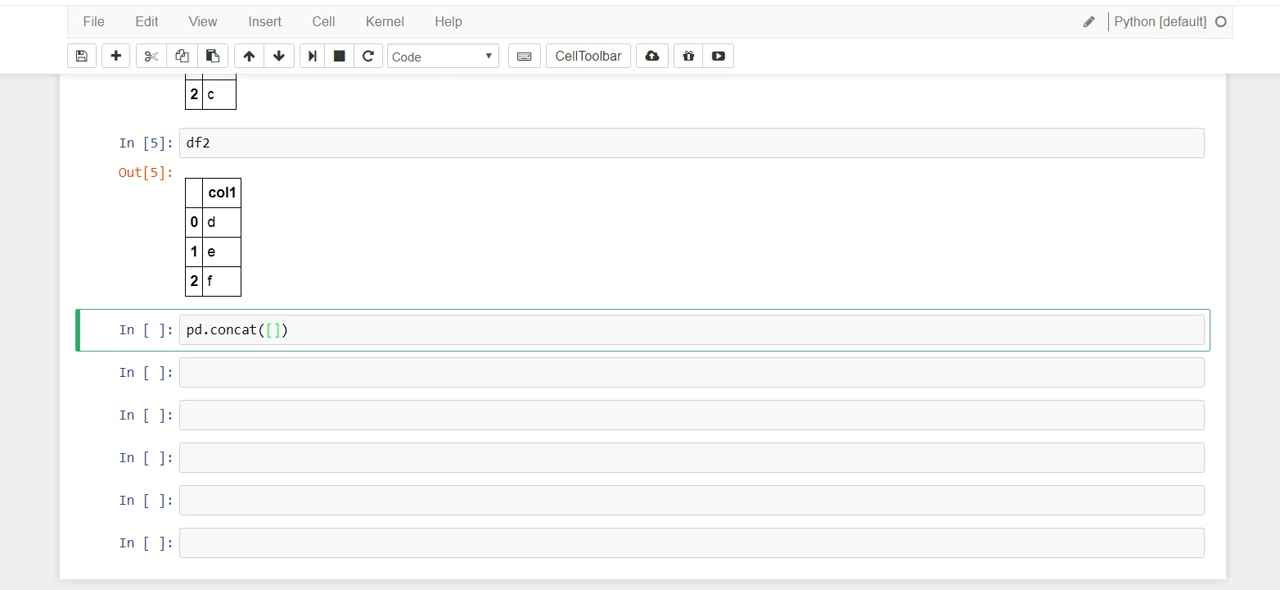 File Edit View Insert Cell Kernel Help Python [default]
Code CellToolbar
2 c
In [5]: df2
Out[5]:
col1
0 d
1 e
2 f
In [ ]: pd.concat([])
In [ ]:
In [ ]:
In [ ]:
In [ ]:
In [ ]: